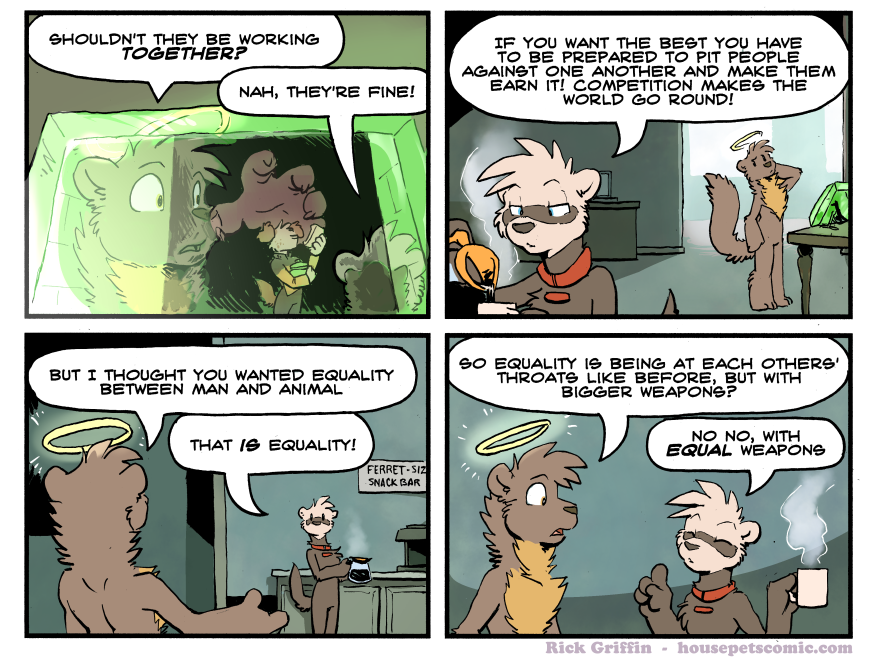 SHOULDN'T THEY BE WORKING
TOGETHER?
NAH, THEY'RE FINE!
IF YOU WANT THE BEST YOU HAVE
TO BE PREPARED TO PIT PEOPLE
AGAINST ONE ANOTHER AND MAKE THEM
EARN IT! COMPETITION MAKES THE
WORLD GO ROUND!
BUT I THOUGHT YOU WANTED EQUALITY
BETWEEN MAN AND ANIMAL
THAT IS EQUALITY!
FERRET-SIZ
SNACK BAR
SO EQUALITY IS BEING AT EACH OTHERS'
THROATS LIKE BEFORE, BUT WITH
BIGGER WEAPONS?
NO NO, WITH
EQUAL WEAPONS
Rick Griffin - housepetscomic.com